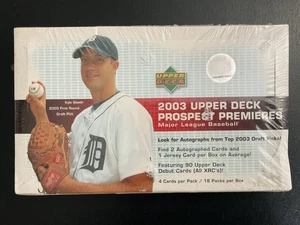 UPPER DECK
Kyle Sleeth
2003 First Round
Draft Pick
2003 UPPER DECK
PROSPECT PREMIERES
Major League Baseball
Look for Autographs from Top 2003 Draft Picks!
Find 2 Autographed Cards and
1 Jersey Card per Box on Average!
Featuring 90 Upper Deck
Debut Cards (All XRC's)!
4 Cards per Pack / 18 Packs per Box